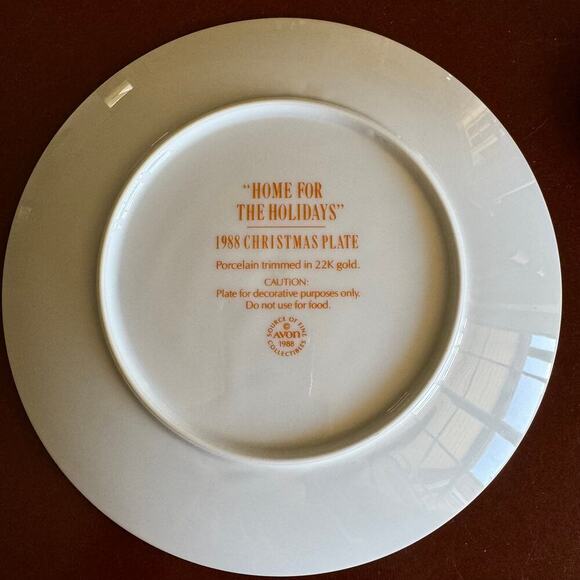 "HOME FOR
THE HOLIDAYS"
1988 CHRISTMAS PLATE
Porcelain trimmed in 22K gold.
CAUTION:
Plate for decorative purposes only.
Do not use for food.
SOURCE OF FINE
©
AVON
1988
COLLECTIBLES